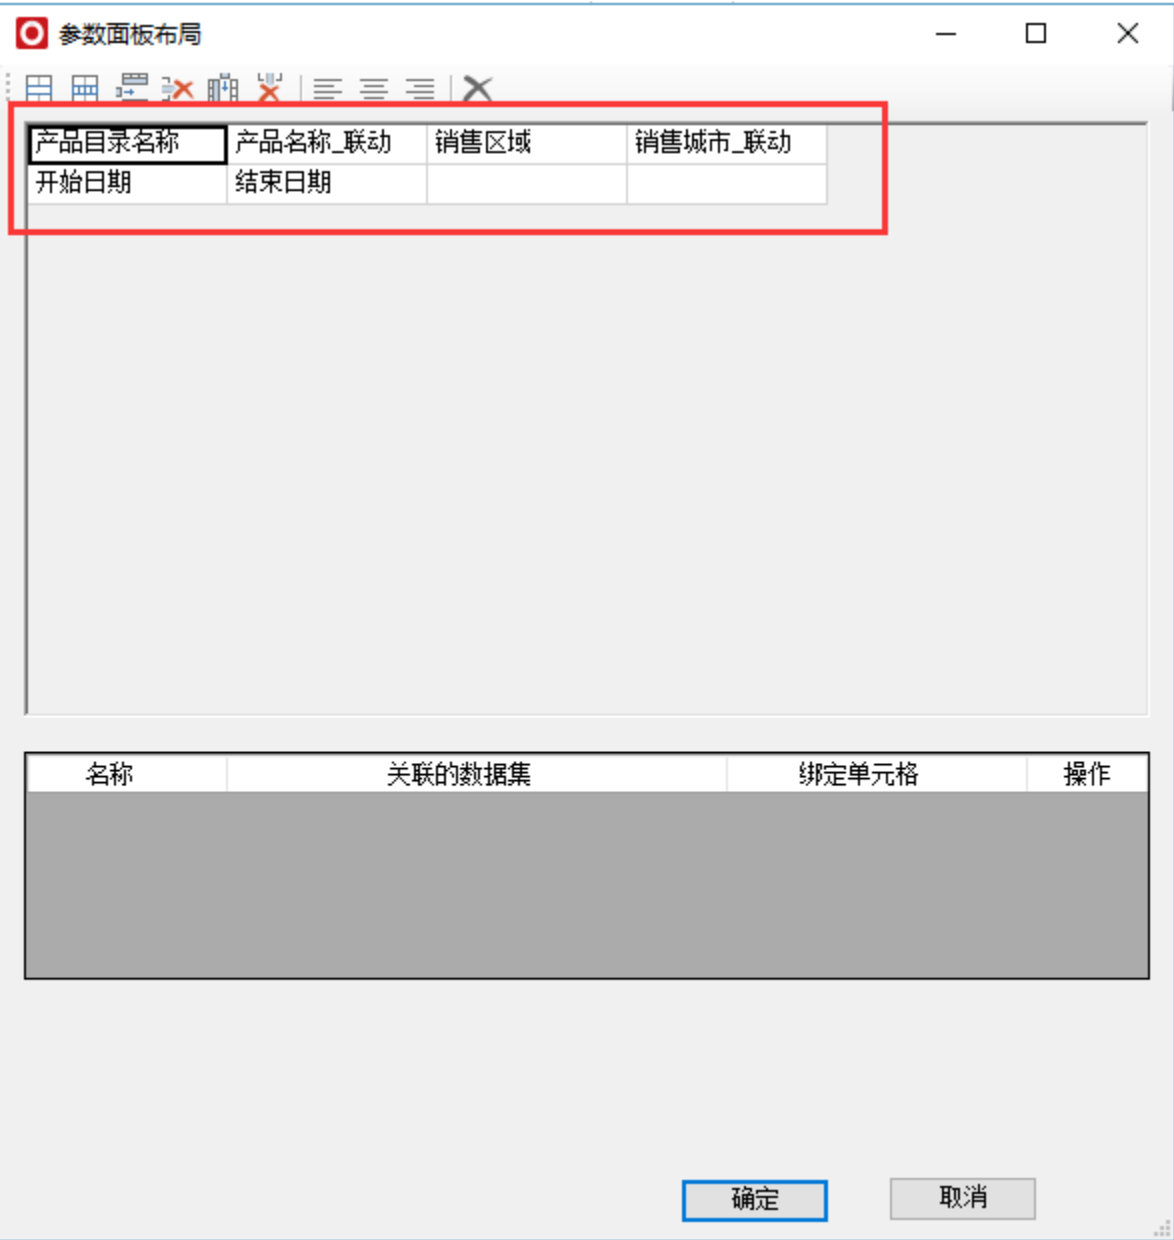 参数面板布局
产品目录名称 产品名称_联动 销售区域 销售城市_联动
开始日期 结束日期
名称 关联的数据集 绑定单元格 操作
确定 取消